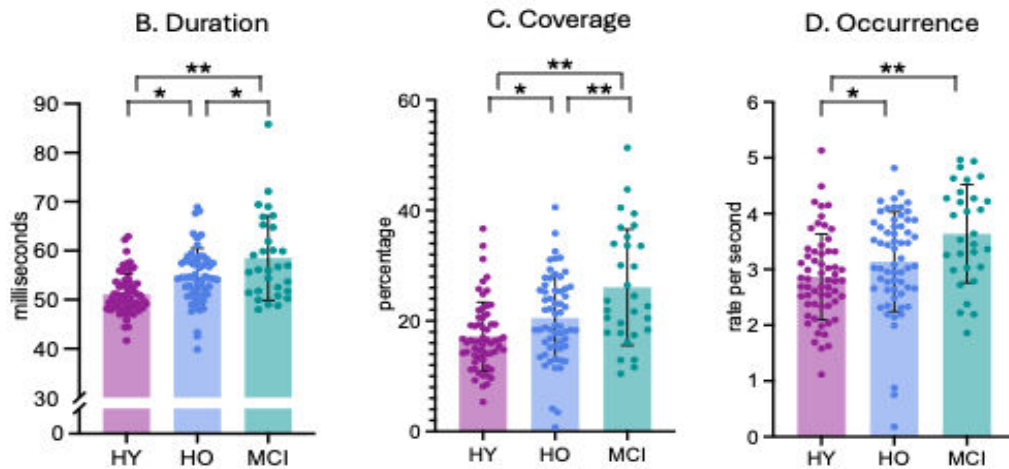 B. Duration
**
*
*
90
80
70
60
50
40
30
0
milliseconds
HY
HO
MCI
C. Coverage
**
*
**
60
40
20
0
percentage
HY
HO
MCI
D. Occurrence
**
*
6
5
4
3
2
1
0
rate per second
HY
HO
MCI